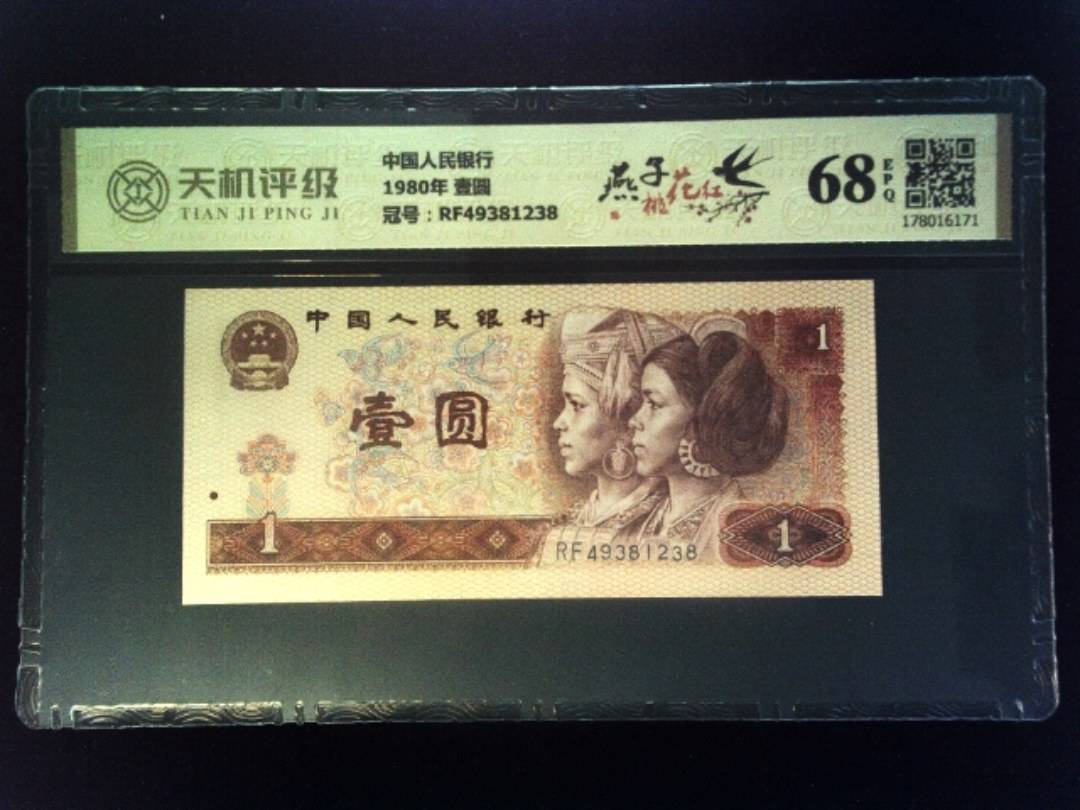 天机评级
TIAN JI PING JI
中国人民银行
1980年 壹圆
冠号：RF49381238
燕子
桃花红
68
EPQ
178016171
中国人民银行
1
壹圆
1
RF49381238
1